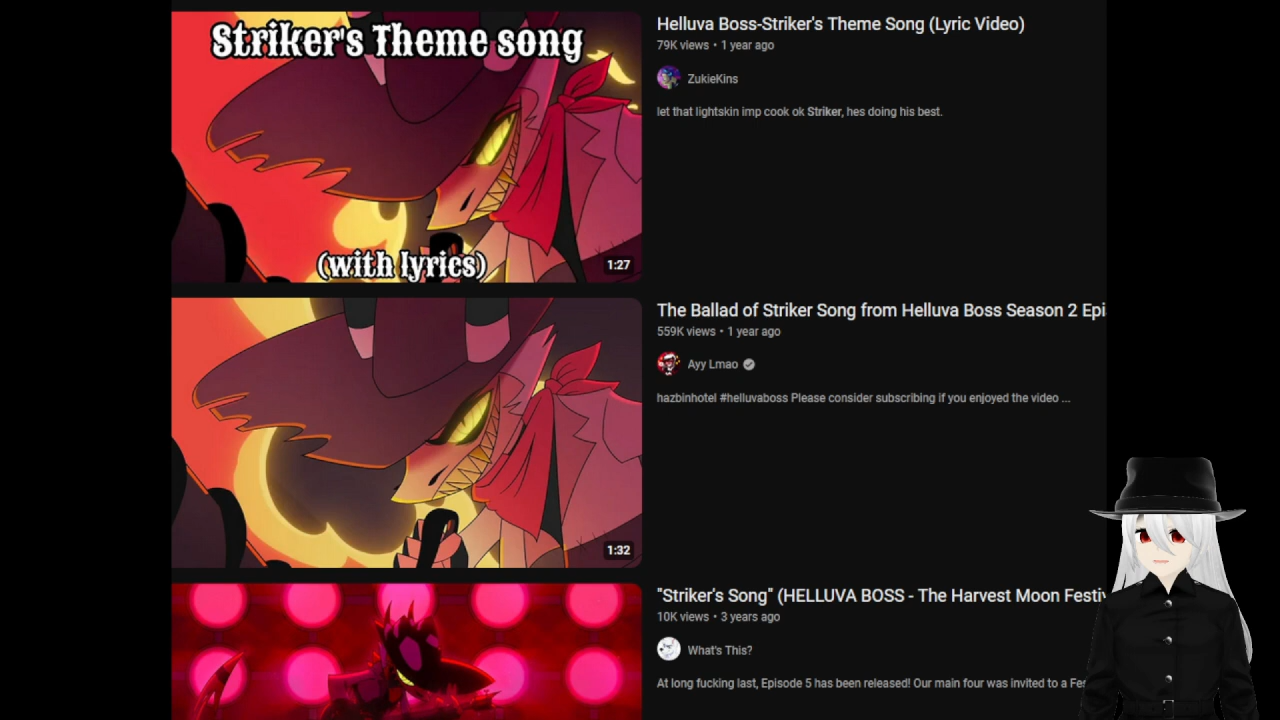 Striker's Theme song
(with lyrics)
1:27
Helluva Boss-Striker's Theme Song (Lyric Video)
79K views • 1 year ago
ZukieKins
let that lightskin imp cook ok Striker, hes doing his best.
1:32
The Ballad of Striker Song from Helluva Boss Season 2 Epi
559K views • 1 year ago
Ayy Lmao
hazbinhotel #helluvaboss Please consider subscribing if you enjoyed the video ...
"Striker's Song" (HELLUVA BOSS - The Harvest Moon Festiv
10K views • 3 years ago
What's This?
At long fucking last, Episode 5 has been released! Our main four was invited to a Fes